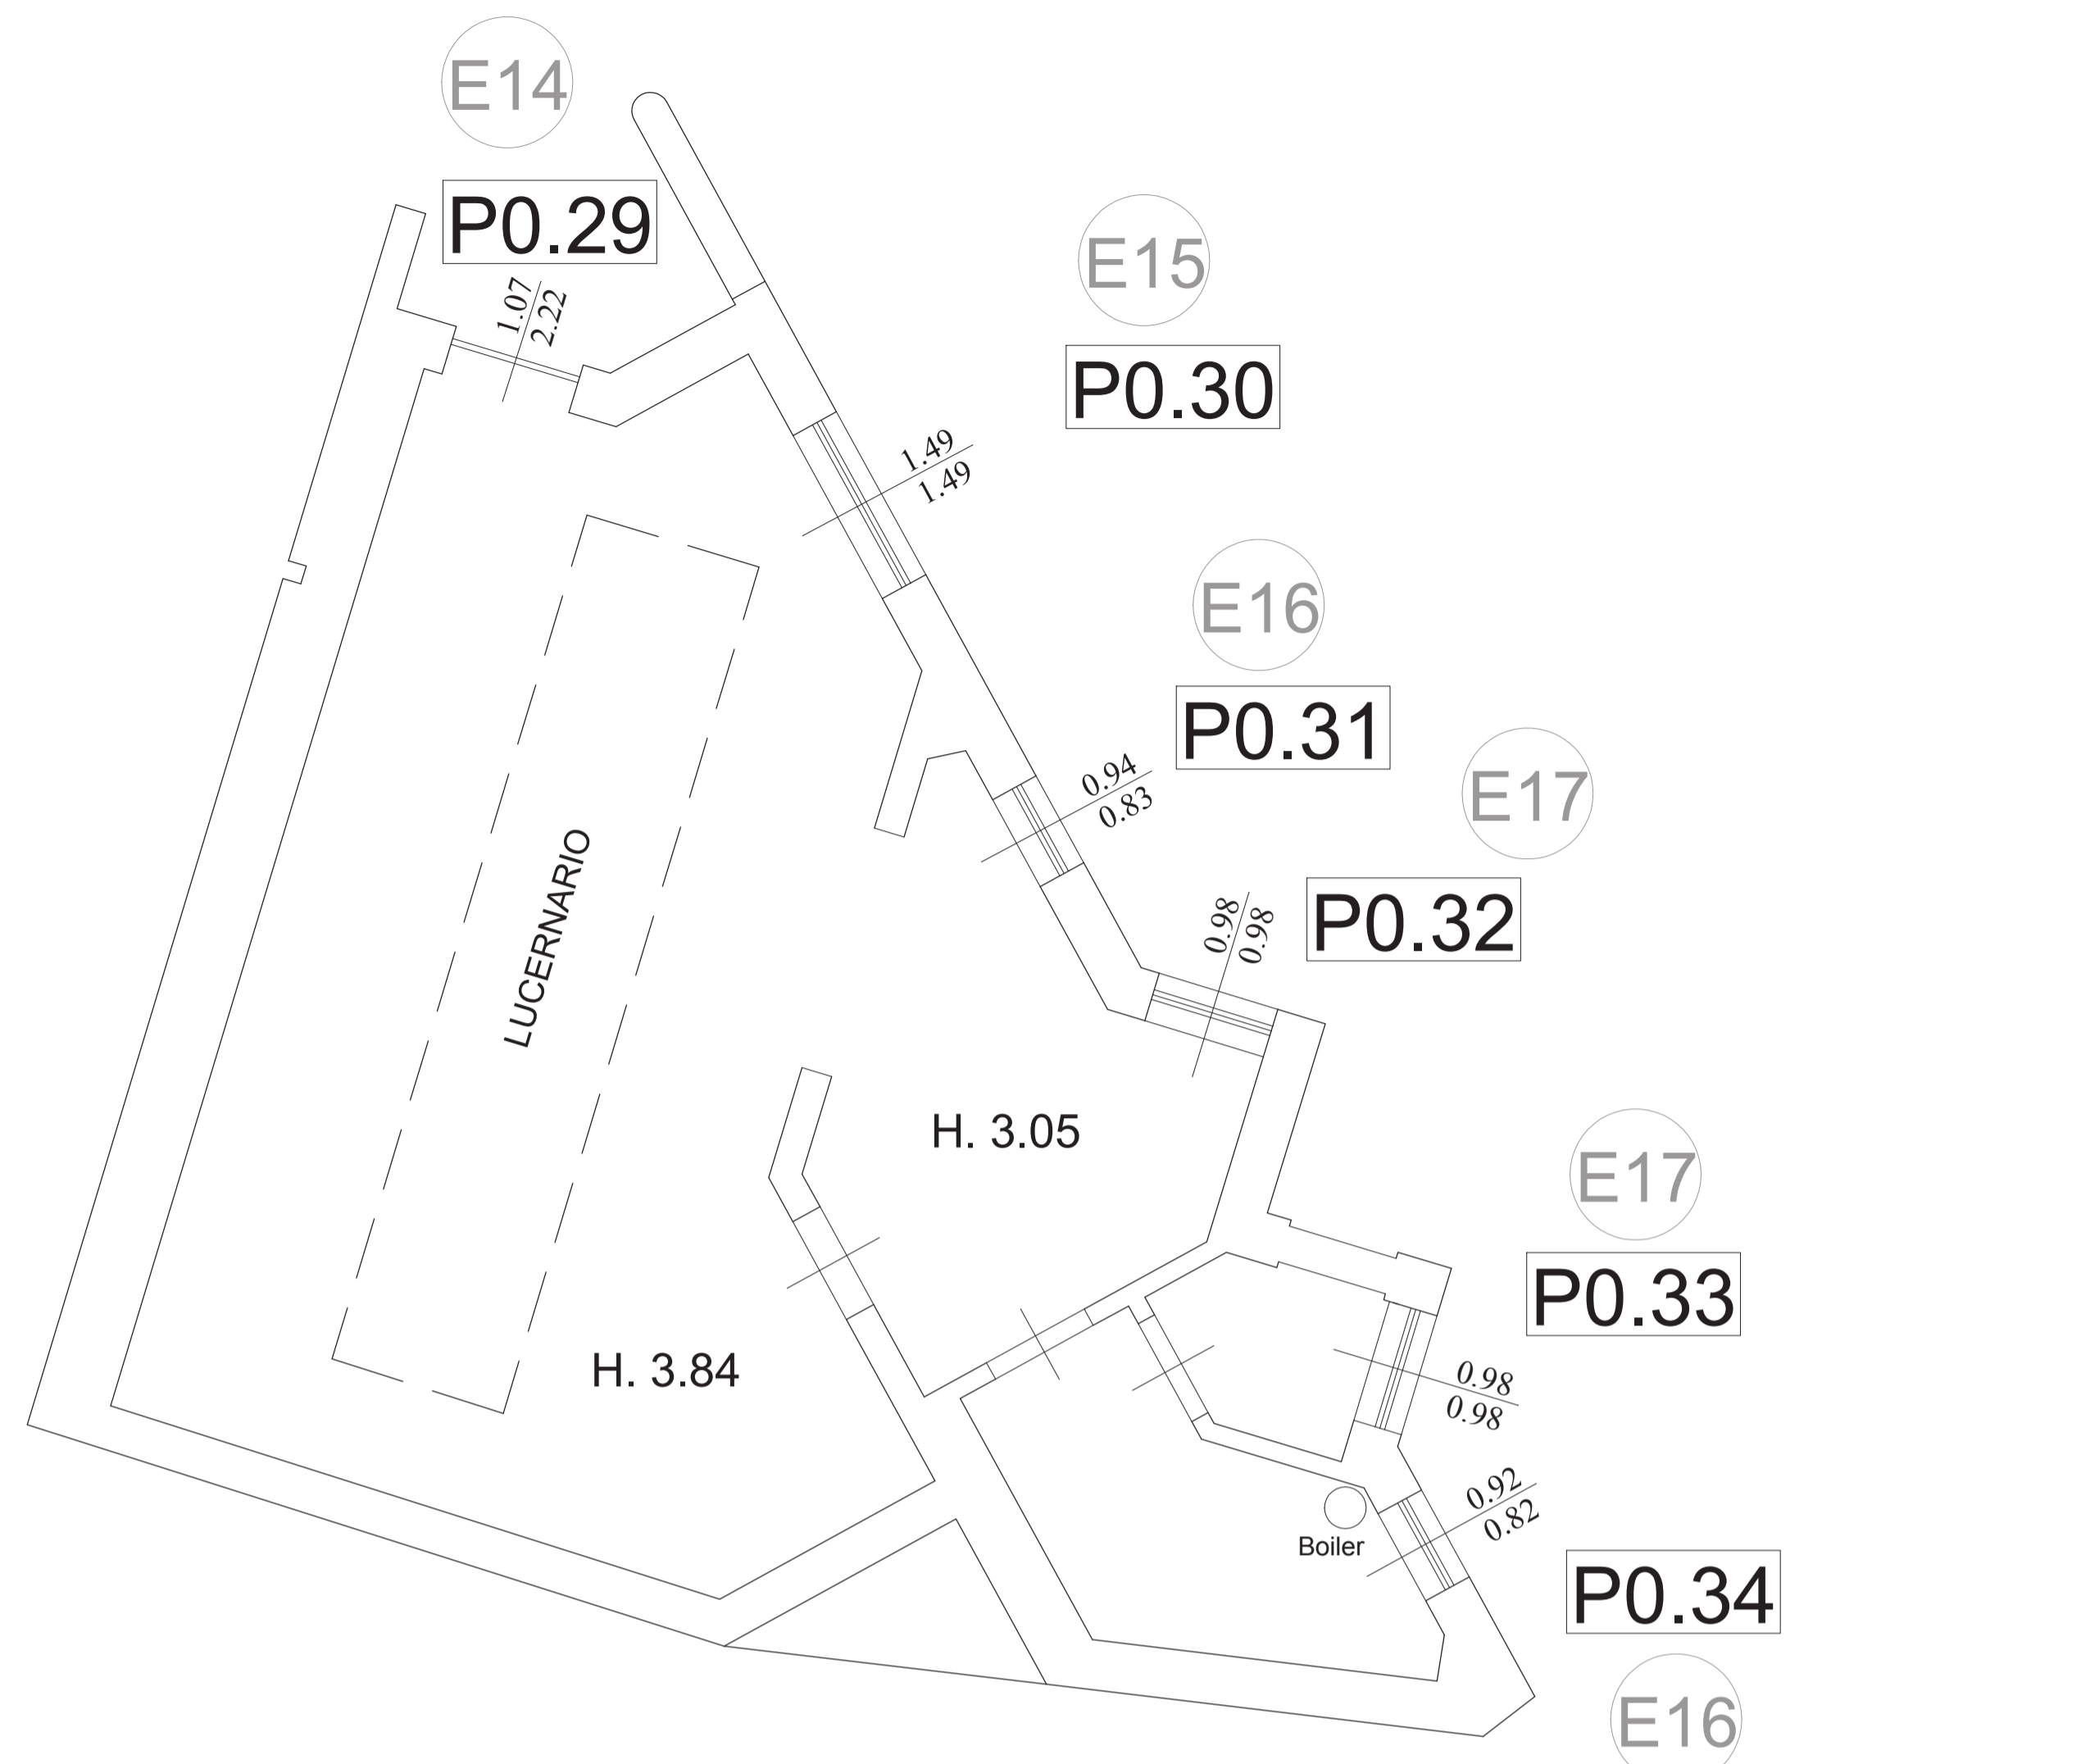 E14
P0.29
1.07
2.22
E15
P0.30
1.49
1.49
E16
P0.31
0.94
0.83
E17
P0.32
0.98
0.98
LUCERNARIO
H. 3.05
E17
P0.33
H. 3.84
0.98
0.98
0.92
0.82
Boiler
P0.34
E16